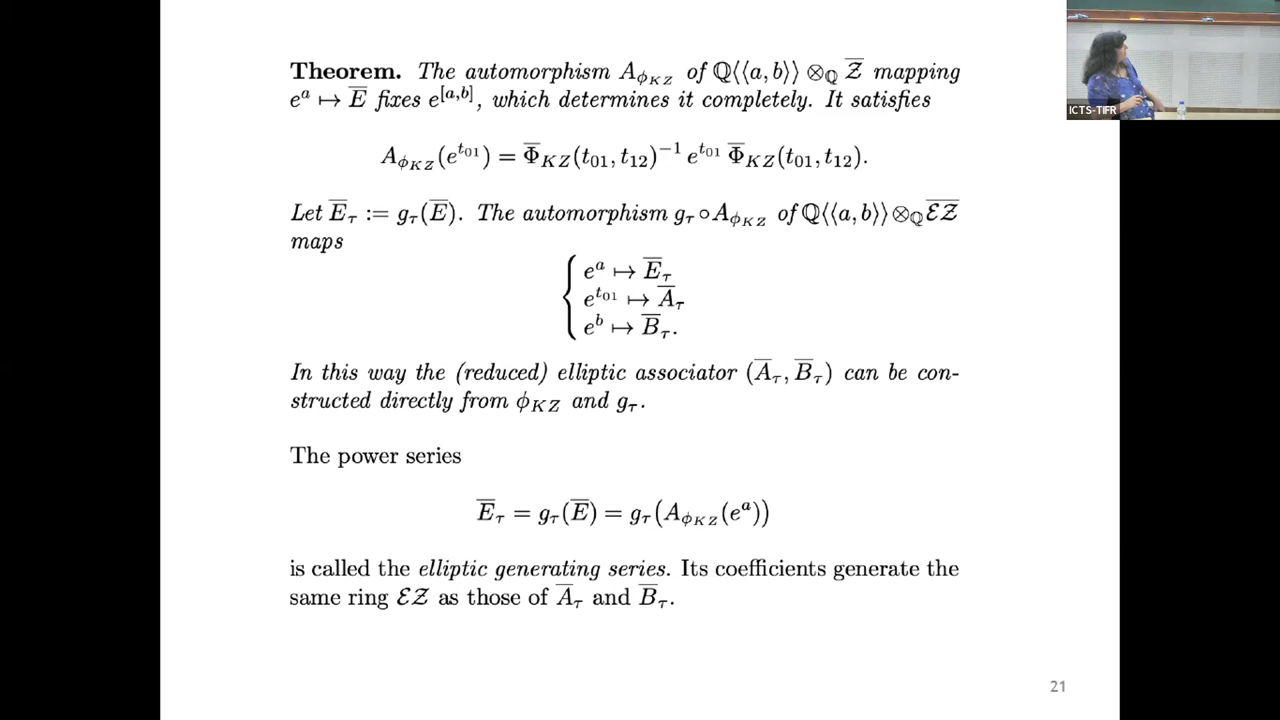 Theorem. The automorphism A_{ϕ_{KZ}} of ℚ⟨⟨a, b⟩⟩ ⊗_ℚ \overline{𝒵} mapping
e^a ↦ \overline{E} fixes e^{[a,b]}, which determines it completely. It satisfies
A_{ϕ_{KZ}}(e^{t_{01}}) = \overline{Φ}_{KZ}(t_{01}, t_{12})^{-1} e^{t_{01}} \overline{Φ}_{KZ}(t_{01}, t_{12}).
Let \overline{E}_τ := g_τ(\overline{E}). The automorphism g_τ ∘ A_{ϕ_{KZ}} of ℚ⟨⟨a, b⟩⟩ ⊗_ℚ \overline{ℰ𝒵}
maps
e^a ↦ \overline{E}_τ
e^{t_{01}} ↦ \overline{A}_τ
e^b ↦ \overline{B}_τ.
In this way the (reduced) elliptic associator (\overline{A}_τ, \overline{B}_τ) can be con-
structed directly from ϕ_{KZ} and g_τ.
The power series
\overline{E}_τ = g_τ(\overline{E}) = g_τ(A_{ϕ_{KZ}}(e^a))
is called the elliptic generating series. Its coefficients generate the
same ring ℰ𝒵 as those of \overline{A}_τ and \overline{B}_τ.
21
ICTS-TIFR